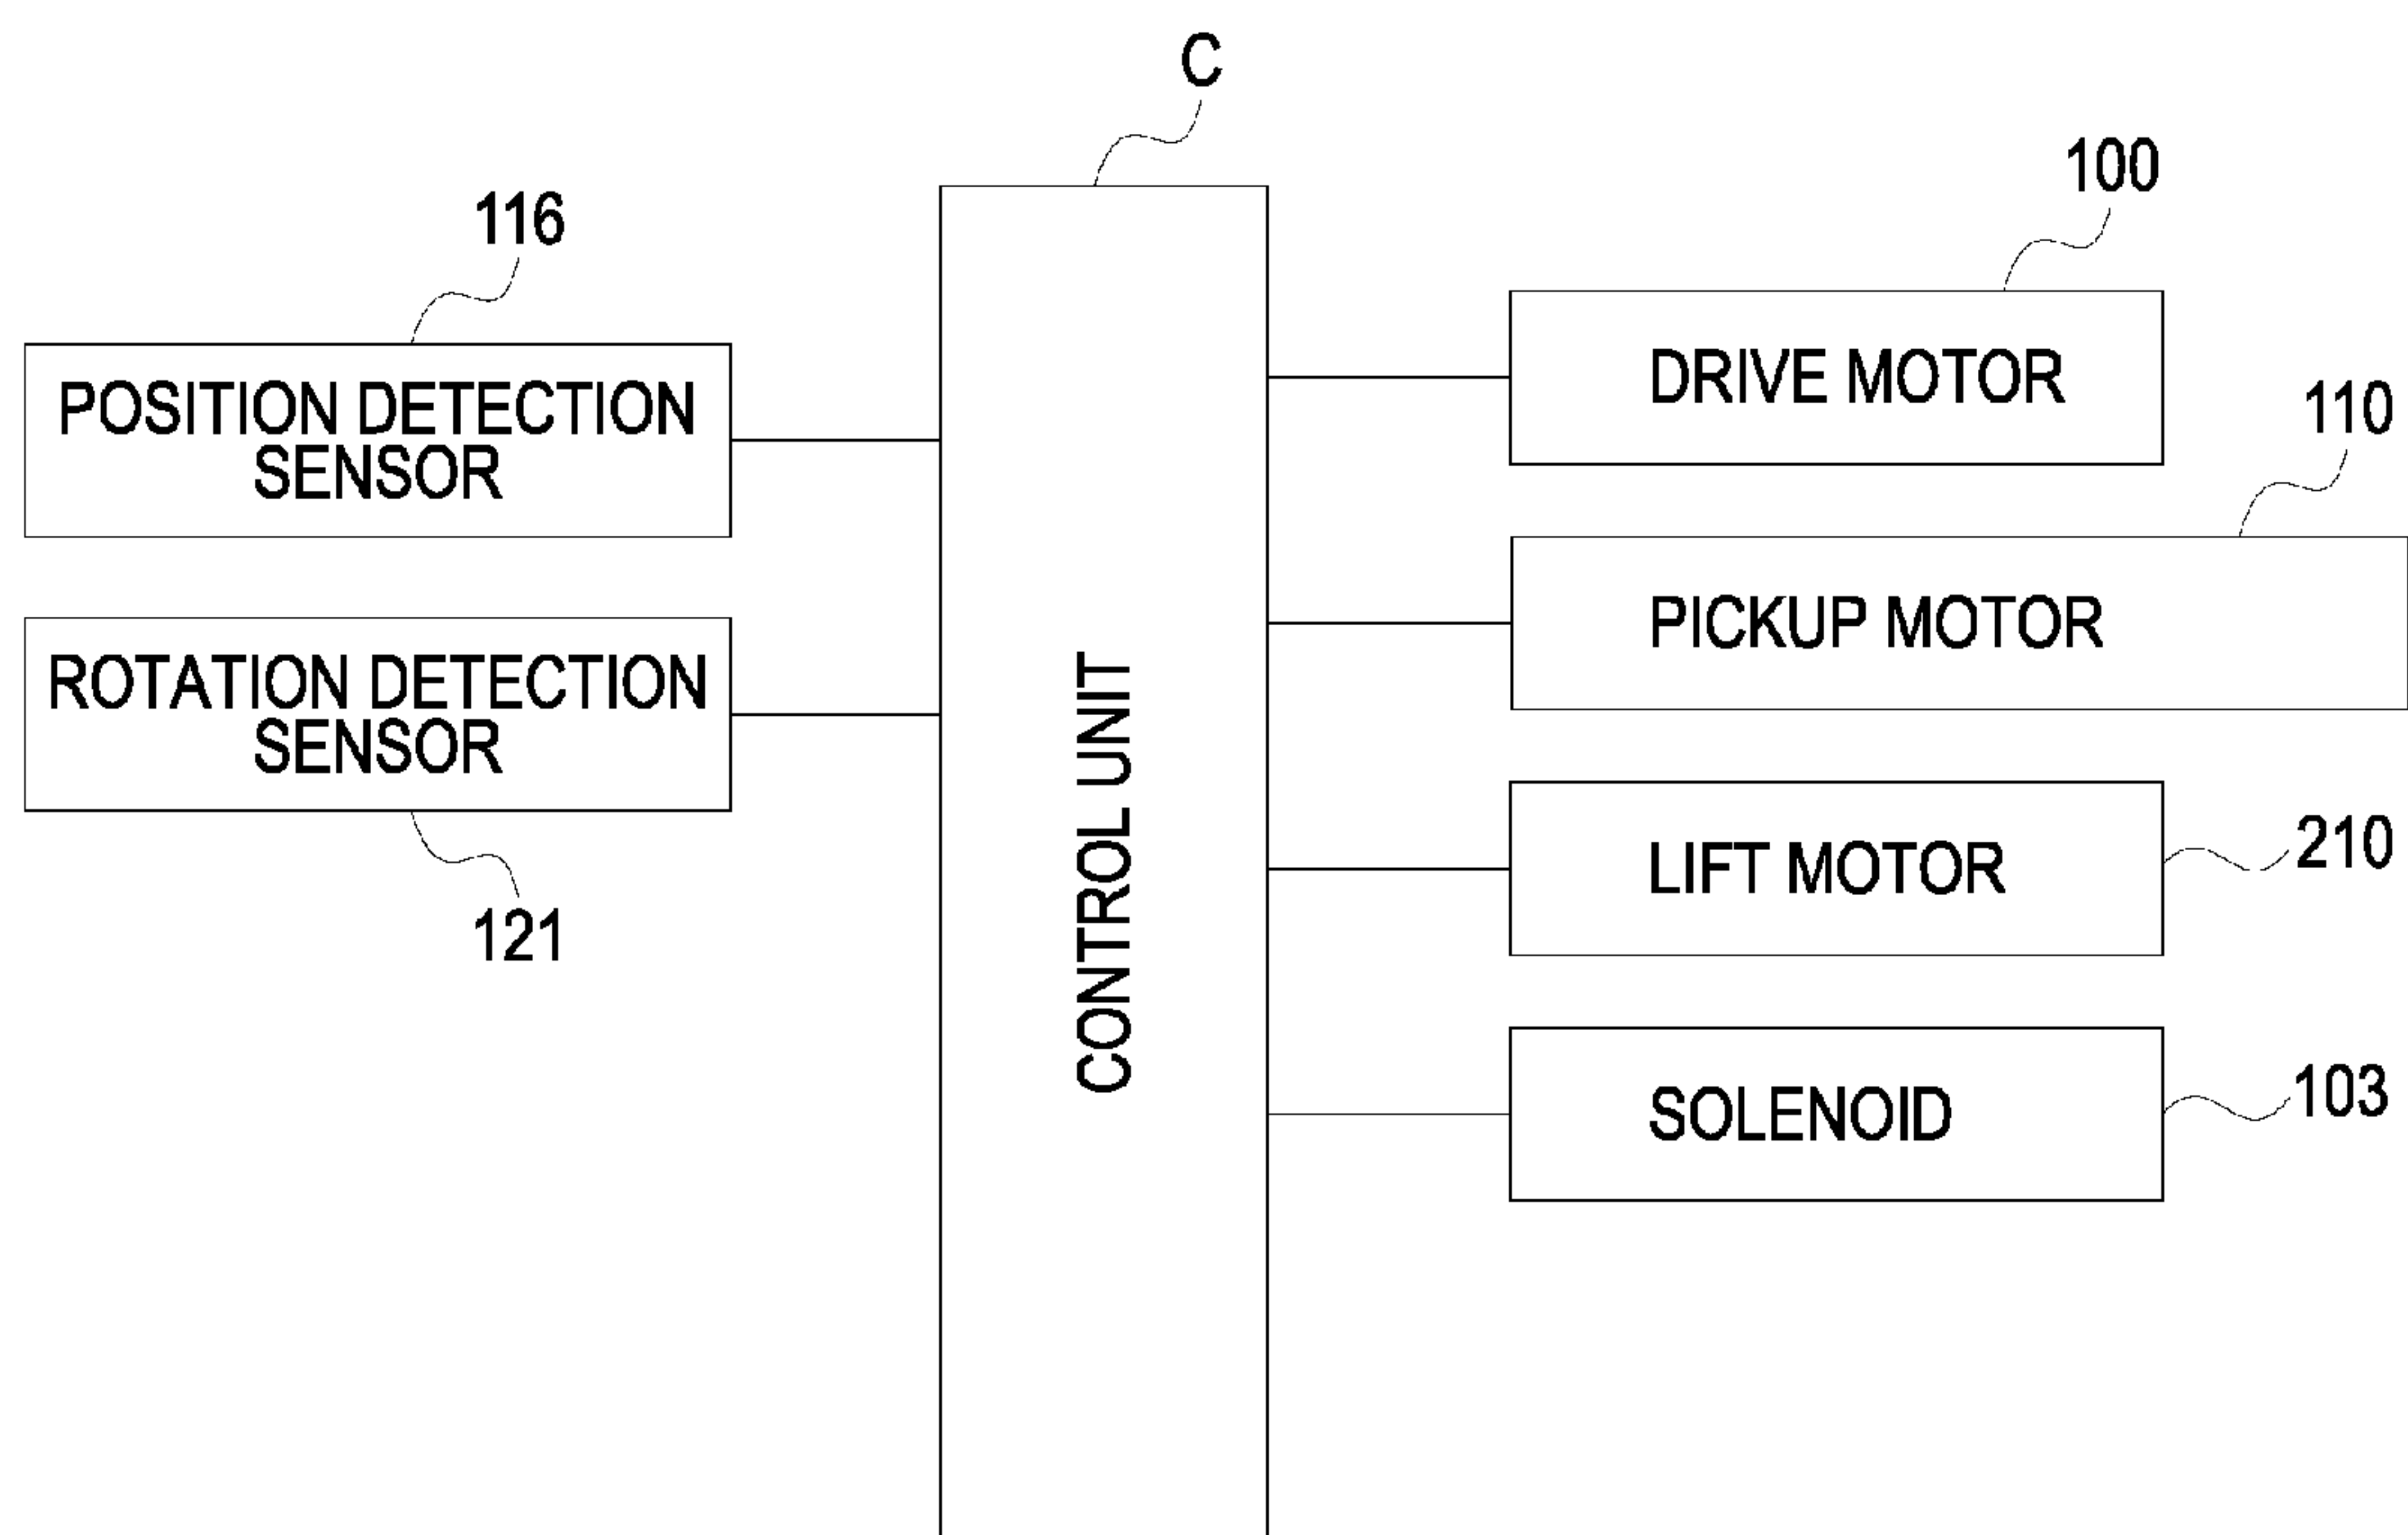 C
116
POSITION DETECTION
SENSOR
ROTATION DETECTION
SENSOR
121
CONTROL UNIT
100
DRIVE MOTOR
110
PICKUP MOTOR
LIFT MOTOR
210
SOLENOID
103